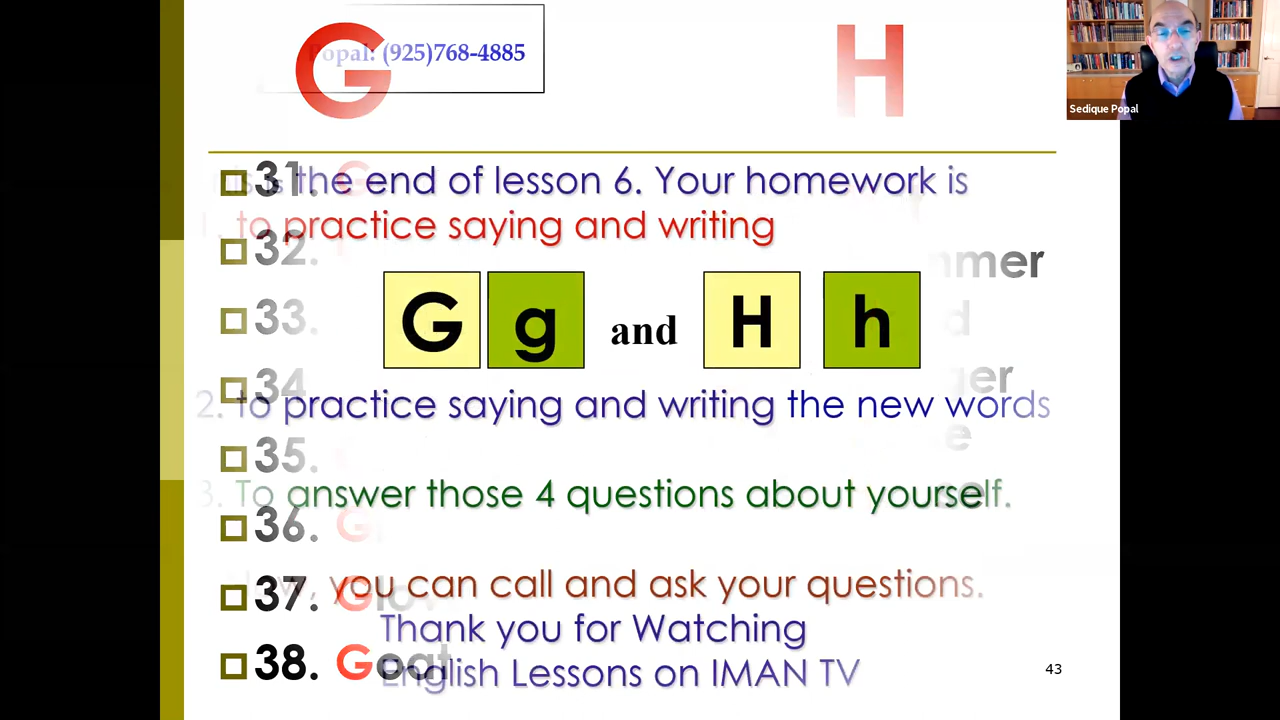 G H
Popal: (925)768-4885
Sedique Popal
31. G
the end of lesson 6. Your homework is
1. to practice saying and writing
32.
33.
G g and H h
34
2. to practice saying and writing the new words
35.
3. To answer those 4 questions about yourself.
36. G
you can call and ask your questions.
37.
Thank you for Watching
38. Goat
English Lessons on IMAN TV
43